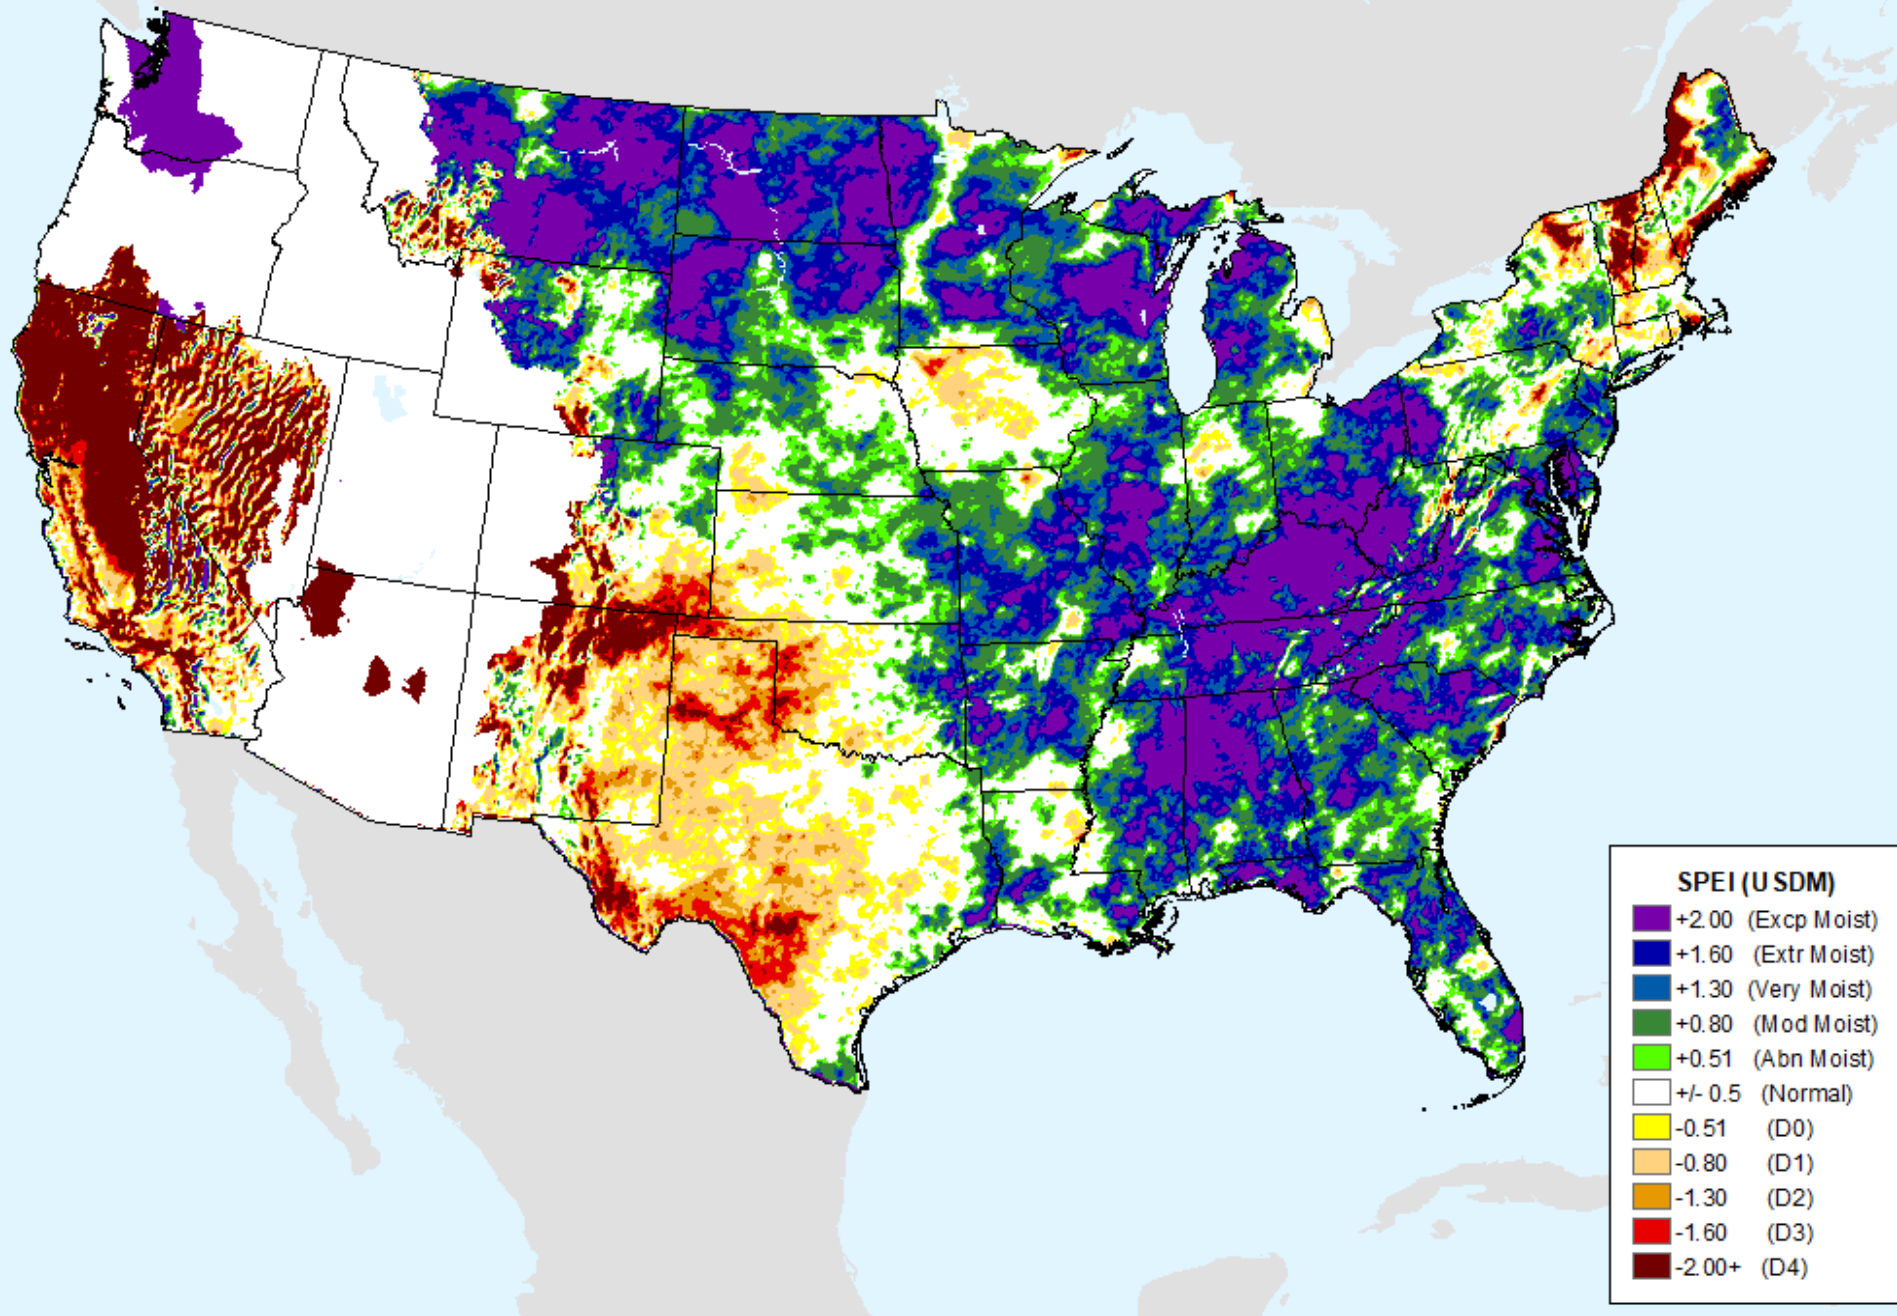 SPEI (USDM)
+2.00 (Excp Moist)
+1.60 (Extr Moist)
+1.30 (Very Moist)
+0.80 (Mod Moist)
+0.51 (Abn Moist)
+/- 0.5 (Normal)
-0.51 (D0)
-0.80 (D1)
-1.30 (D2)
-1.60 (D3)
-2.00+ (D4)